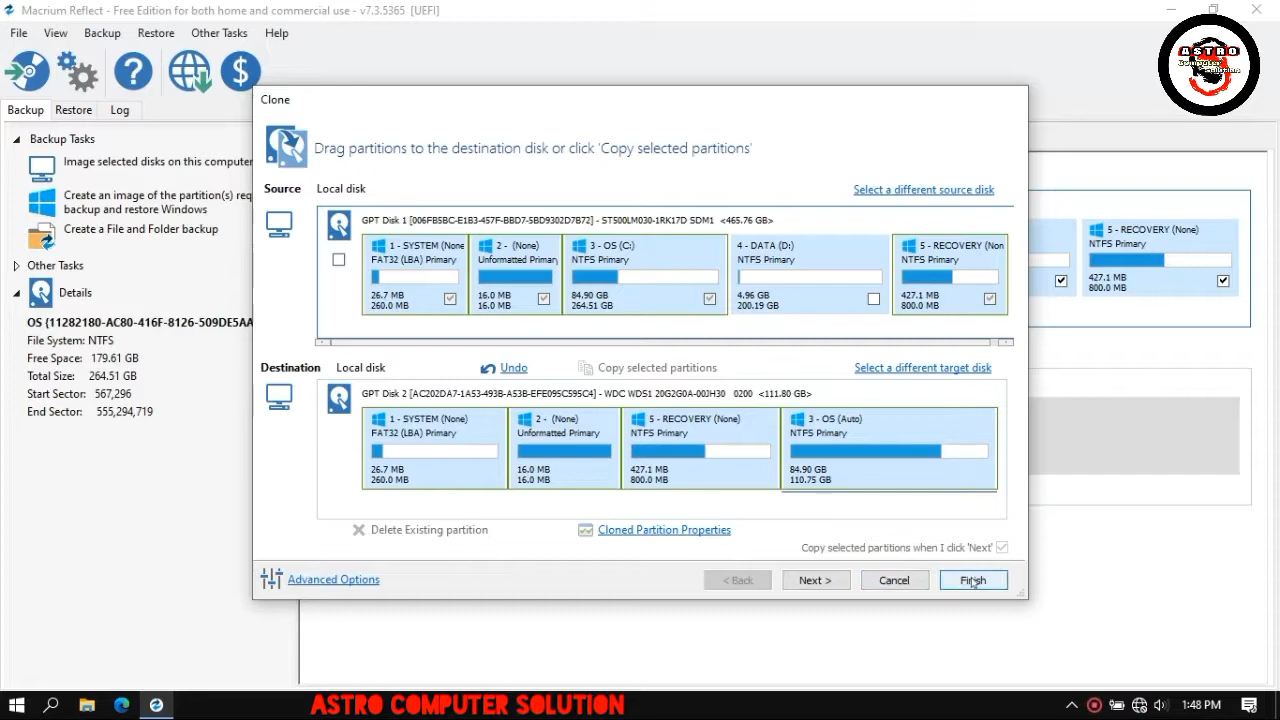 Macrium Reflect - Free Edition for both home and commercial use - v7.3.5365 [UEFI]
File View Backup Restore Other Tasks Help
ASTRO
Computer
Solution
Backup Restore Log
Backup Tasks
Image selected disks on this computer
Create an image of the partition(s) req
backup and restore Windows
Create a File and Folder backup
Other Tasks
Details
OS {11282180-AC80-416F-8126-509DE5AA
File System: NTFS
Free Space: 179.61 GB
Total Size: 264.51 GB
Start Sector: 567,296
End Sector: 555,294,719
Clone
Drag partitions to the destination disk or click 'Copy selected partitions'
Source Local disk Select a different source disk
GPT Disk 1 [006FB5BC-E1B3-457F-BBD7-5BD9302D7B72] - ST500LM030-1RK17D SDM1 <465.76 GB>
1 - SYSTEM (None
FAT32 (LBA) Primary
26.7 MB
260.0 MB
2 - (None)
Unformatted Primary
16.0 MB
16.0 MB
3 - OS (C:)
NTFS Primary
84.90 GB
264.51 GB
4 - DATA (D:)
NTFS Primary
4.96 GB
200.19 GB
5 - RECOVERY (Non
NTFS Primary
427.1 MB
800.0 MB
5 - RECOVERY (None)
NTFS Primary
427.1 MB
800.0 MB
Destination Local disk Undo Copy selected partitions Select a different target disk
GPT Disk 2 [AC202DA7-1A53-493B-A53B-EFE095C595C4] - WDC WDS1 20G2G0A-00JH30 0200 <111.80 GB>
1 - SYSTEM (None)
FAT32 (LBA) Primary
26.7 MB
260.0 MB
2 - (None)
Unformatted Primary
16.0 MB
16.0 MB
5 - RECOVERY (None)
NTFS Primary
427.1 MB
800.0 MB
3 - OS (Auto)
NTFS Primary
84.90 GB
110.75 GB
Delete Existing partition Cloned Partition Properties
Copy selected partitions when I click 'Next'
Advanced Options < Back Next > Cancel Finish
ASTRO COMPUTER SOLUTION
1:48 PM